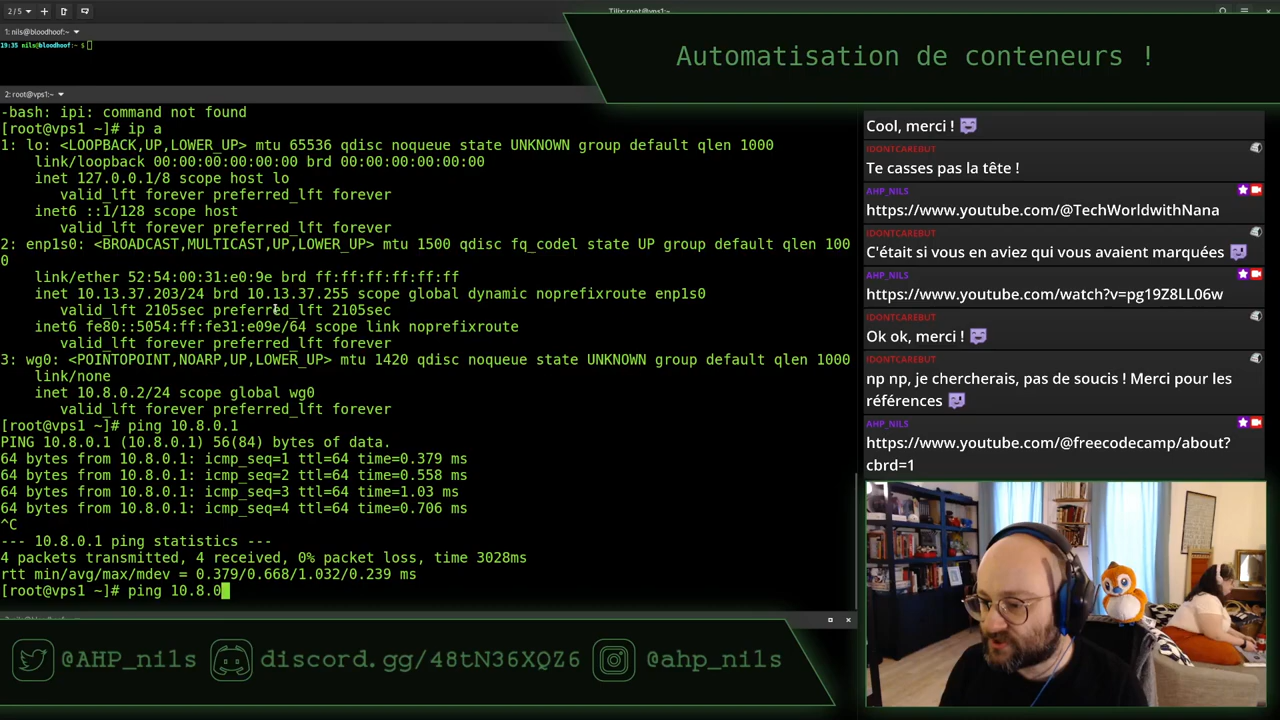 2/5
Tilix: root@vps1:~
1: nils@bloodhoof:~
19:35 nils@bloodhoof:~ $
Automatisation de conteneurs !
2: root@vps1:~
-bash: ipi: command not found
[root@vps1 ~]# ip a
1: lo: <LOOPBACK,UP,LOWER_UP> mtu 65536 qdisc noqueue state UNKNOWN group default qlen 1000
    link/loopback 00:00:00:00:00:00 brd 00:00:00:00:00:00
    inet 127.0.0.1/8 scope host lo
       valid_lft forever preferred_lft forever
    inet6 ::1/128 scope host
       valid_lft forever preferred_lft forever
2: enp1s0: <BROADCAST,MULTICAST,UP,LOWER_UP> mtu 1500 qdisc fq_codel state UP group default qlen 100
0
    link/ether 52:54:00:31:e0:9e brd ff:ff:ff:ff:ff:ff
    inet 10.13.37.203/24 brd 10.13.37.255 scope global dynamic noprefixroute enp1s0
       valid_lft 2105sec preferred_lft 2105sec
    inet6 fe80::5054:ff:fe31:e09e/64 scope link noprefixroute
       valid_lft forever preferred_lft forever
3: wg0: <POINTOPOINT,NOARP,UP,LOWER_UP> mtu 1420 qdisc noqueue state UNKNOWN group default qlen 1000
    link/none
    inet 10.8.0.2/24 scope global wg0
       valid_lft forever preferred_lft forever
[root@vps1 ~]# ping 10.8.0.1
PING 10.8.0.1 (10.8.0.1) 56(84) bytes of data.
64 bytes from 10.8.0.1: icmp_seq=1 ttl=64 time=0.379 ms
64 bytes from 10.8.0.1: icmp_seq=2 ttl=64 time=0.558 ms
64 bytes from 10.8.0.1: icmp_seq=3 ttl=64 time=1.03 ms
64 bytes from 10.8.0.1: icmp_seq=4 ttl=64 time=0.706 ms
^C
--- 10.8.0.1 ping statistics ---
4 packets transmitted, 4 received, 0% packet loss, time 3028ms
rtt min/avg/max/mdev = 0.379/0.668/1.032/0.239 ms
[root@vps1 ~]# ping 10.8.0
Cool, merci !
IDONTCAREBUT
Te casses pas la tête !
AHP_NILS
https://www.youtube.com/@TechWorldwithNana
IDONTCAREBUT
C'était si vous en aviez qui vous avaient marquées
AHP_NILS
https://www.youtube.com/watch?v=pg19Z8LL06w
IDONTCAREBUT
Ok ok, merci !
IDONTCAREBUT
np np, je chercherais, pas de soucis ! Merci pour les
références
AHP_NILS
https://www.youtube.com/@freecodecamp/about?
cbrd=1
@AHP_nils
discord.gg/48tN36XQZ6
@ahp_nils